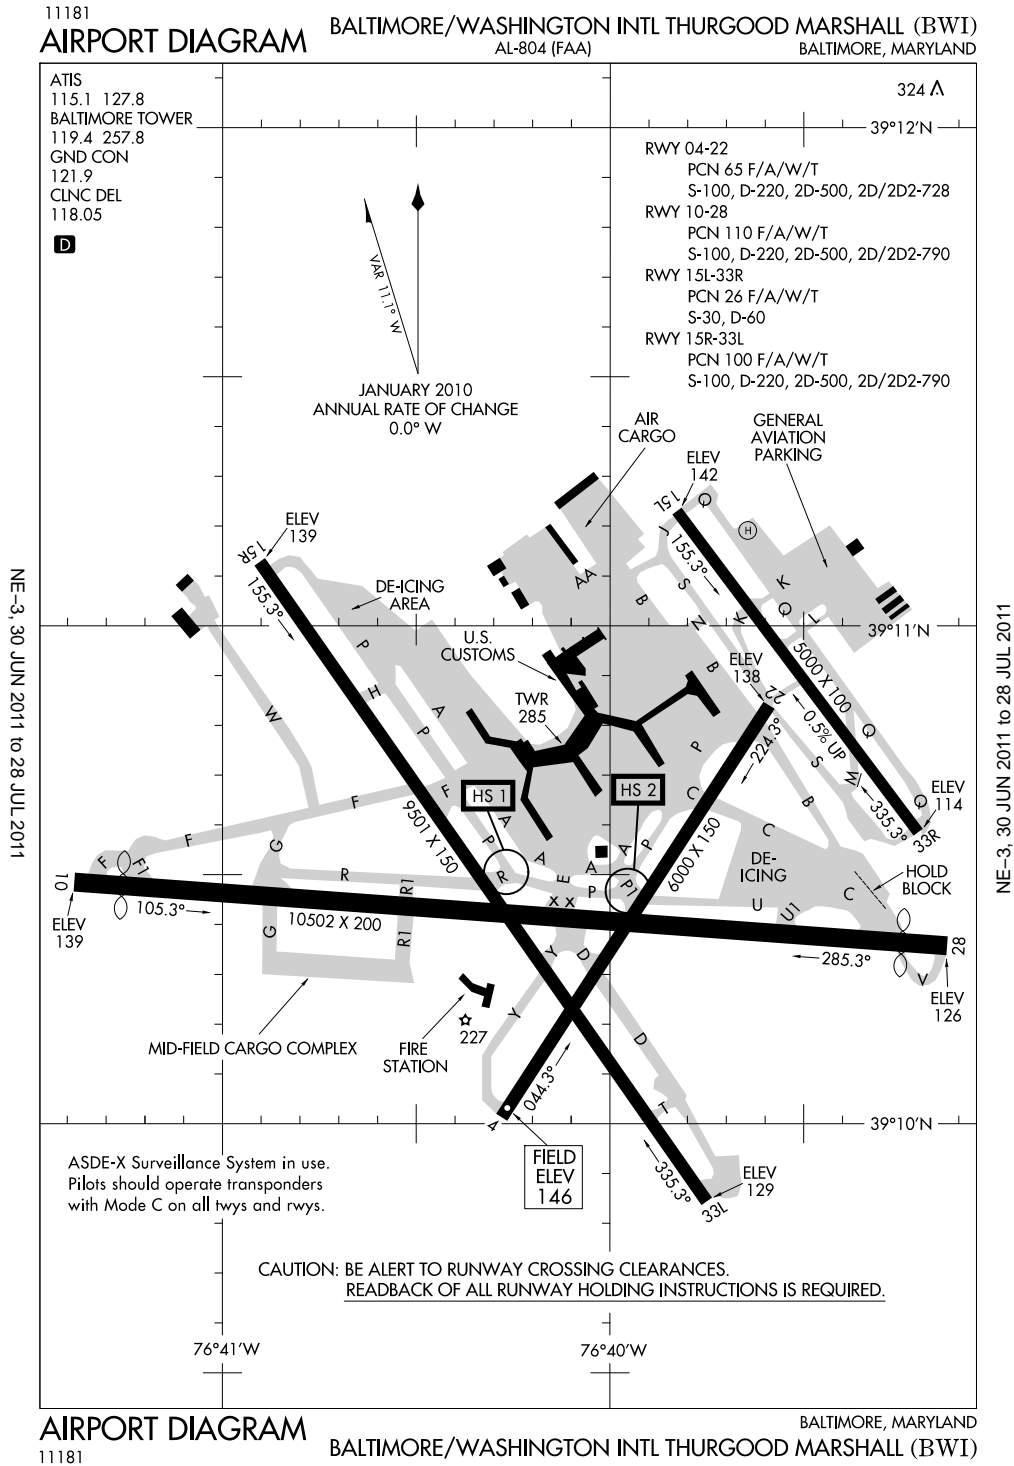 11181
AIRPORT DIAGRAM
BALTIMORE/WASHINGTON INTL THURGOOD MARSHALL (BWI)
AL-804 (FAA)
BALTIMORE, MARYLAND
ATIS
115.1 127.8
BALTIMORE TOWER
119.4 257.8
GND CON
121.9
CLNC DEL
118.05
D
324
39°12'N
RWY 04-22
PCN 65 F/A/W/T
S-100, D-220, 2D-500, 2D/2D2-728
RWY 10-28
PCN 110 F/A/W/T
S-100, D-220, 2D-500, 2D/2D2-790
RWY 15L-33R
PCN 26 F/A/W/T
S-30, D-60
RWY 15R-33L
PCN 100 F/A/W/T
S-100, D-220, 2D-500, 2D/2D2-790
VAR 11.1° W
JANUARY 2010
ANNUAL RATE OF CHANGE
0.0° W
AIR
CARGO
GENERAL
AVIATION
PARKING
ELEV
142
15L
Q
J
H
155.3°
ELEV
139
15R
155.3°
DE-ICING
AREA
AA
B
S
N
K
K
Q
L
39°11'N
U.S.
CUSTOMS
P
H
A
P
W
TWR
285
B
ELEV
138
22
224.3°
5000 X 100
0.5% UP
Q
S
M
B
P
C
C
335.3°
Q
ELEV
114
33R
HS 1
HS 2
F
F
F
F
F1
G
R
R1
R1
G
9501 X 150
P
A
A
R
E
A
A
P
P
P1
X X
6000 X 150
DE-
ICING
U
U1
C
HOLD
BLOCK
10
ELEV
139
105.3°
10502 X 200
285.3°
28
V
ELEV
126
Y
D
Y
D
T
MID-FIELD CARGO COMPLEX
FIRE
STATION
227
044.3°
4
FIELD
ELEV
146
39°10'N
335.3°
33L
ELEV
129
ASDE-X Surveillance System in use.
Pilots should operate transponders
with Mode C on all twys and rwys.
CAUTION: BE ALERT TO RUNWAY CROSSING CLEARANCES.
READBACK OF ALL RUNWAY HOLDING INSTRUCTIONS IS REQUIRED.
76°41'W
76°40'W
NE-3, 30 JUN 2011 to 28 JUL 2011
NE-3, 30 JUN 2011 to 28 JUL 2011
AIRPORT DIAGRAM
11181
BALTIMORE, MARYLAND
BALTIMORE/WASHINGTON INTL THURGOOD MARSHALL (BWI)